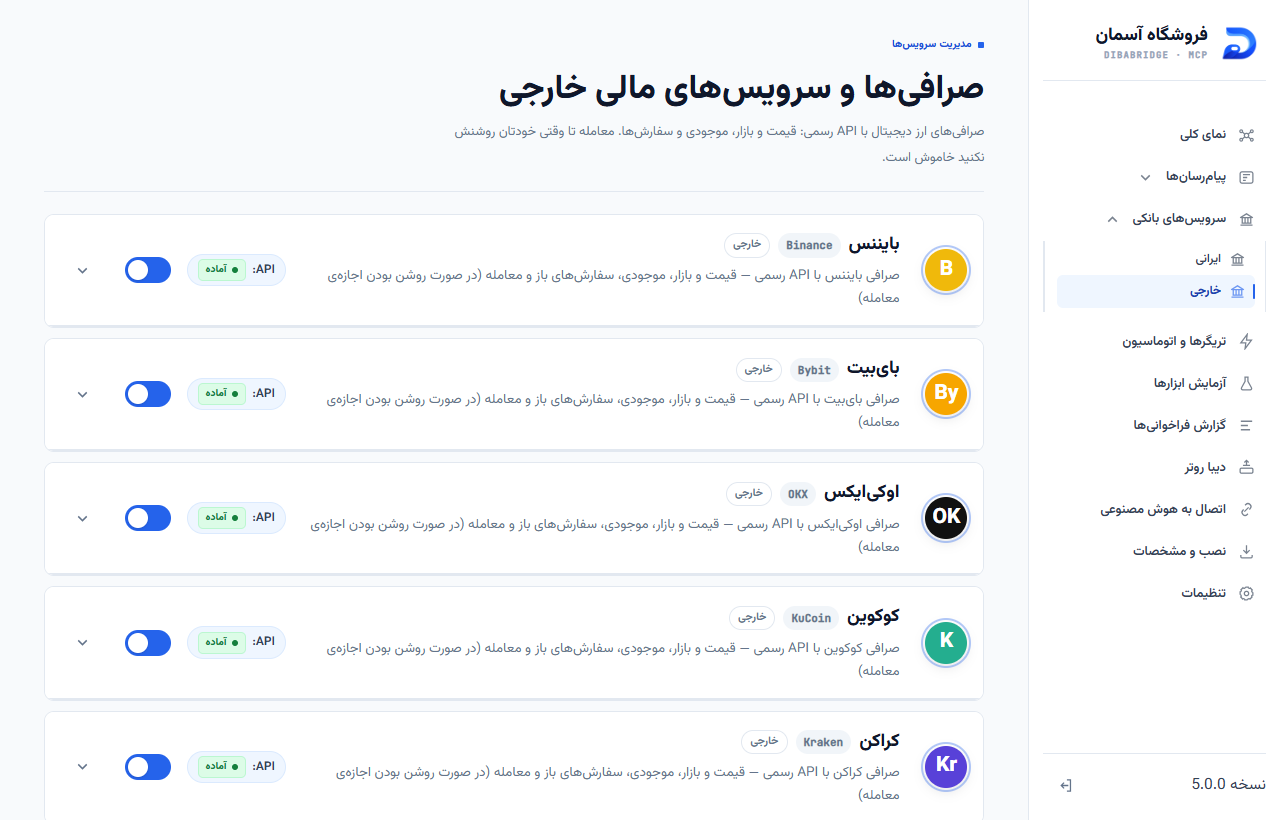 فروشگاه آسمان
DIBABRIDGE · MCP
نمای کلی
پیام‌رسان‌ها
سرویس‌های بانکی
ایرانی
خارجی
تریگرها و اتوماسیون
آزمایش ابزارها
گزارش فراخوانی‌ها
دیبا روتر
اتصال به هوش مصنوعی
نصب و مشخصات
تنظیمات
نسخه 5.0.0
مدیریت سرویس‌ها
صرافی‌ها و سرویس‌های مالی خارجی
صرافی‌های ارز دیجیتال با API رسمی: قیمت و بازار، موجودی و سفارش‌ها. معامله تا وقتی خودتان روشنش
نکنید خاموش است.
B
بایننس Binance خارجی
صرافی بایننس با API رسمی — قیمت و بازار، موجودی، سفارش‌های باز و معامله (در صورت روشن بودن اجازه‌ی
معامله)
API: آماده
By
بای‌بیت Bybit خارجی
صرافی بای‌بیت با API رسمی — قیمت و بازار، موجودی، سفارش‌های باز و معامله (در صورت روشن بودن اجازه‌ی
معامله)
API: آماده
OK
اوکی‌ایکس OKX خارجی
صرافی اوکی‌ایکس با API رسمی — قیمت و بازار، موجودی، سفارش‌های باز و معامله (در صورت روشن بودن اجازه‌ی
معامله)
API: آماده
K
کوکوین KuCoin خارجی
صرافی کوکوین با API رسمی — قیمت و بازار، موجودی، سفارش‌های باز و معامله (در صورت روشن بودن اجازه‌ی
معامله)
API: آماده
Kr
کراکن Kraken خارجی
صرافی کراکن با API رسمی — قیمت و بازار، موجودی، سفارش‌های باز و معامله (در صورت روشن بودن اجازه‌ی
معامله)
API: آماده